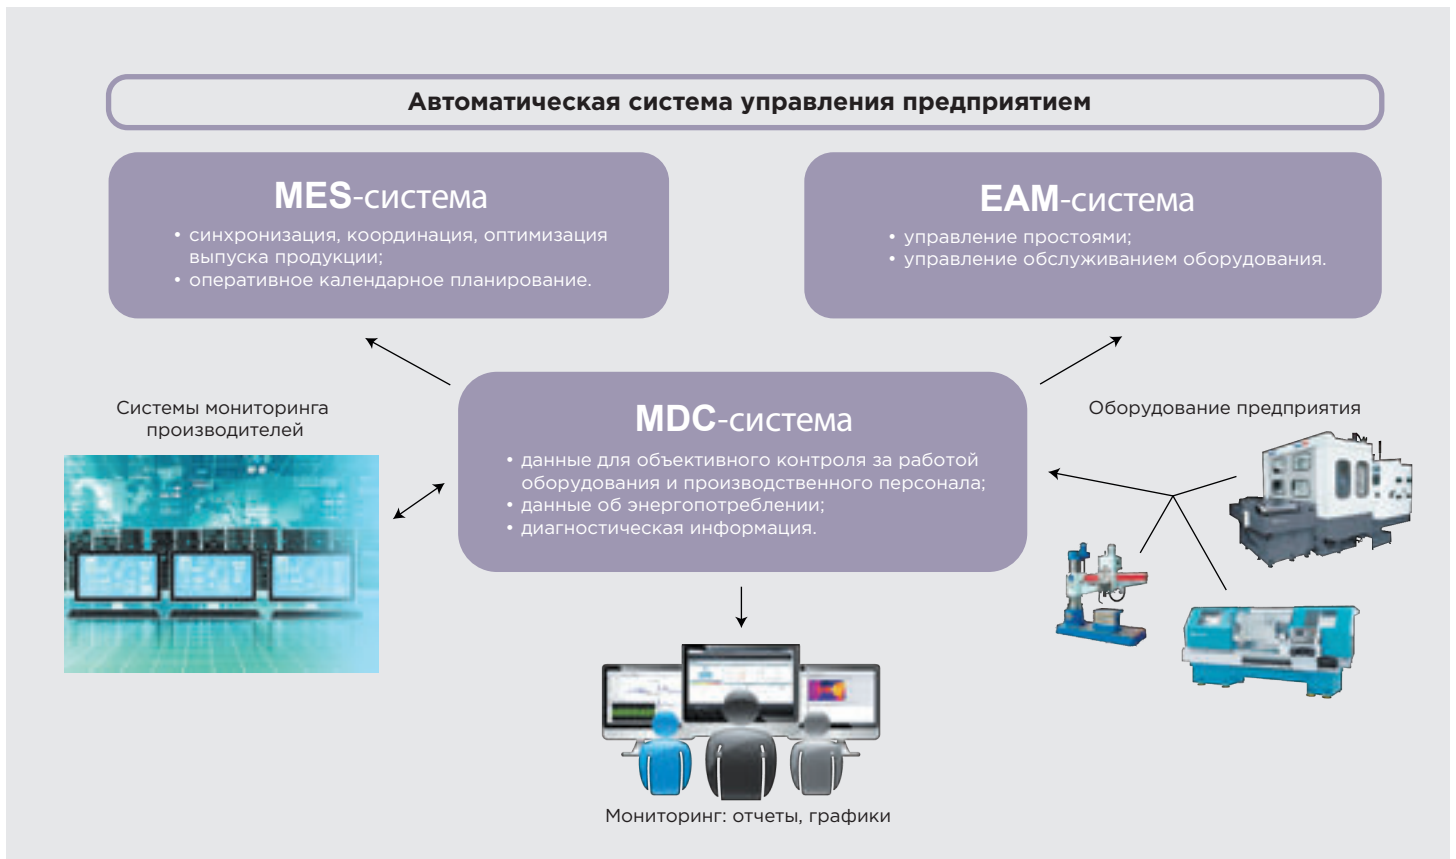 Автоматическая система управления предприятием
MES-система
• синхронизация, координация, оптимизация
выпуска продукции;
• оперативное календарное планирование.
EAM-система
• управление простоями;
• управление обслуживанием оборудования.
Системы мониторинга
производителей
MDC-система
• данные для объективного контроля за работой
оборудования и производственного персонала;
• данные об энергопотреблении;
• диагностическая информация.
Оборудование предприятия
Мониторинг: отчеты, графики